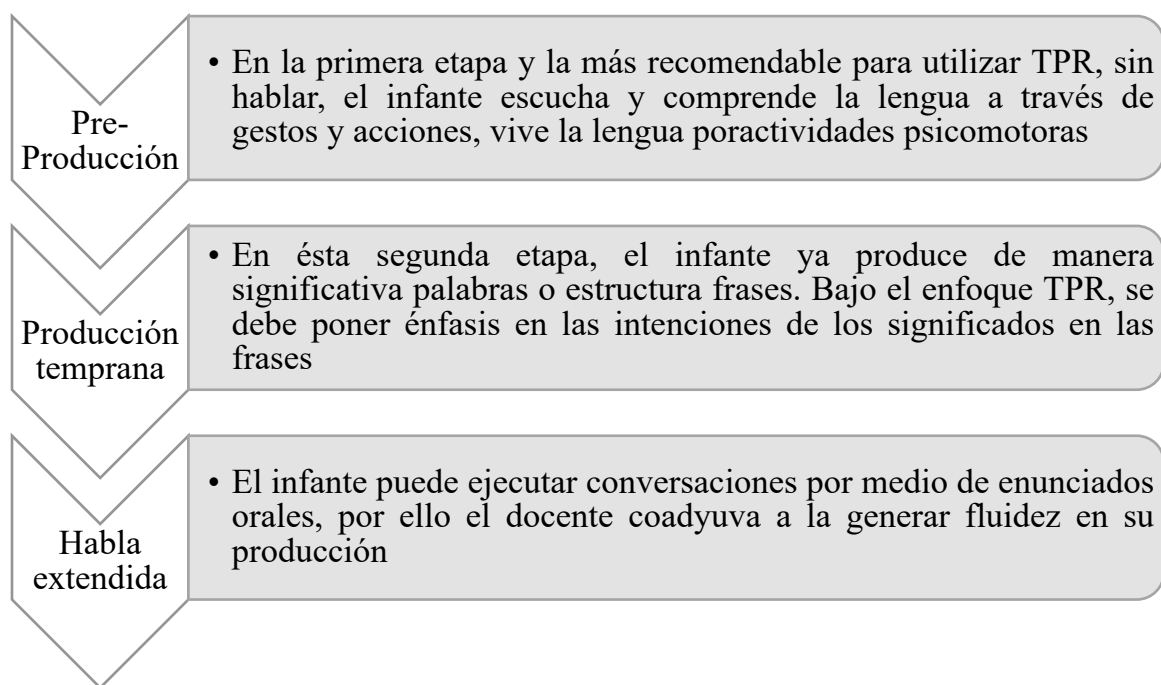 Pre-
Producción
• En la primera etapa y la más recomendable para utilizar TPR, sin
hablar, el infante escucha y comprende la lengua a través de
gestos y acciones, vive la lengua poractividades psicomotoras
Producción
temprana
• En ésta segunda etapa, el infante ya produce de manera
significativa palabras o estructura frases. Bajo el enfoque TPR, se
debe poner énfasis en las intenciones de los significados en las
frases
Habla
extendida
• El infante puede ejecutar conversaciones por medio de enunciados
orales, por ello el docente coadyuva a la generar fluidez en su
producción